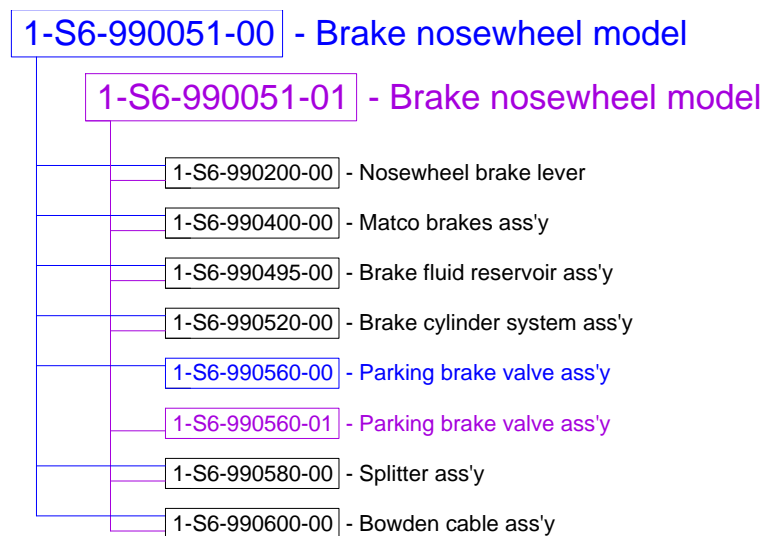 1-S6-990051-00 - Brake nosewheel model
1-S6-990051-01 - Brake nosewheel model
1-S6-990200-00 - Nosewheel brake lever
1-S6-990400-00 - Matco brakes ass'y
1-S6-990495-00 - Brake fluid reservoir ass'y
1-S6-990520-00 - Brake cylinder system ass'y
1-S6-990560-00 - Parking brake valve ass'y
1-S6-990560-01 - Parking brake valve ass'y
1-S6-990580-00 - Splitter ass'y
1-S6-990600-00 - Bowden cable ass'y